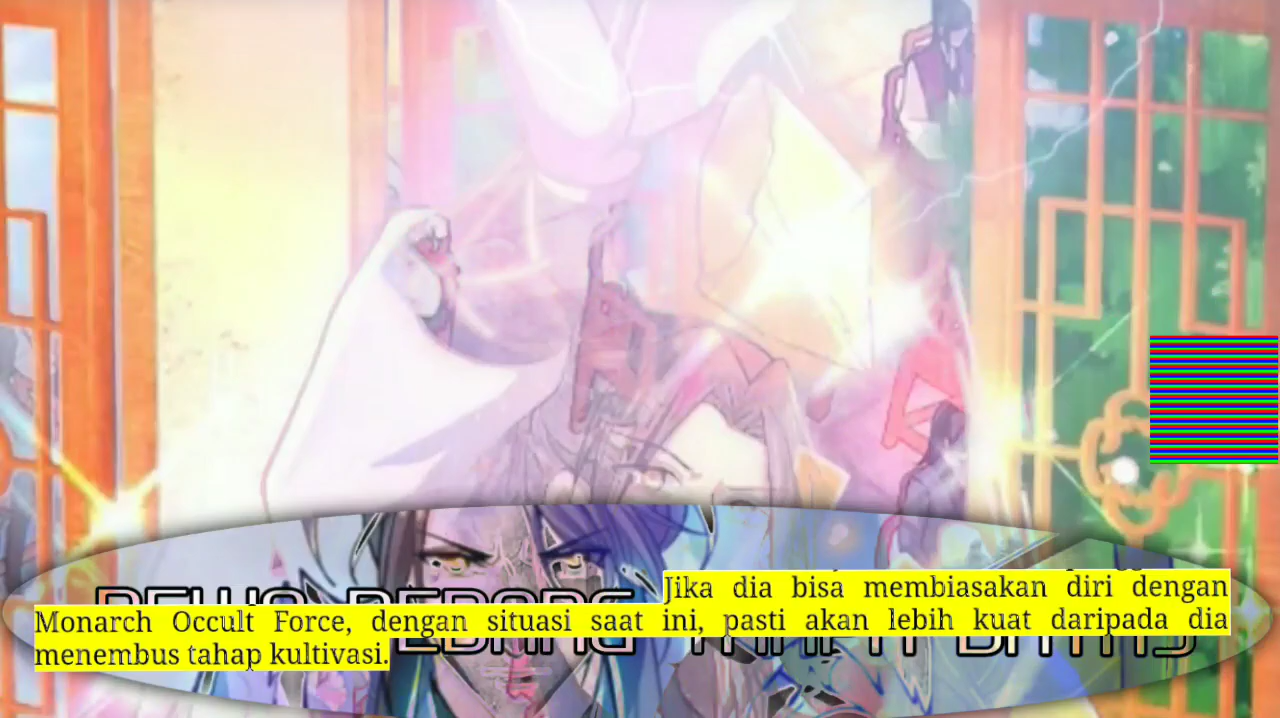 Jika dia bisa membiasakan diri dengan
Monarch Occult Force, dengan situasi saat ini, pasti akan lebih kuat daripada dia
menembus tahap kultivasi.